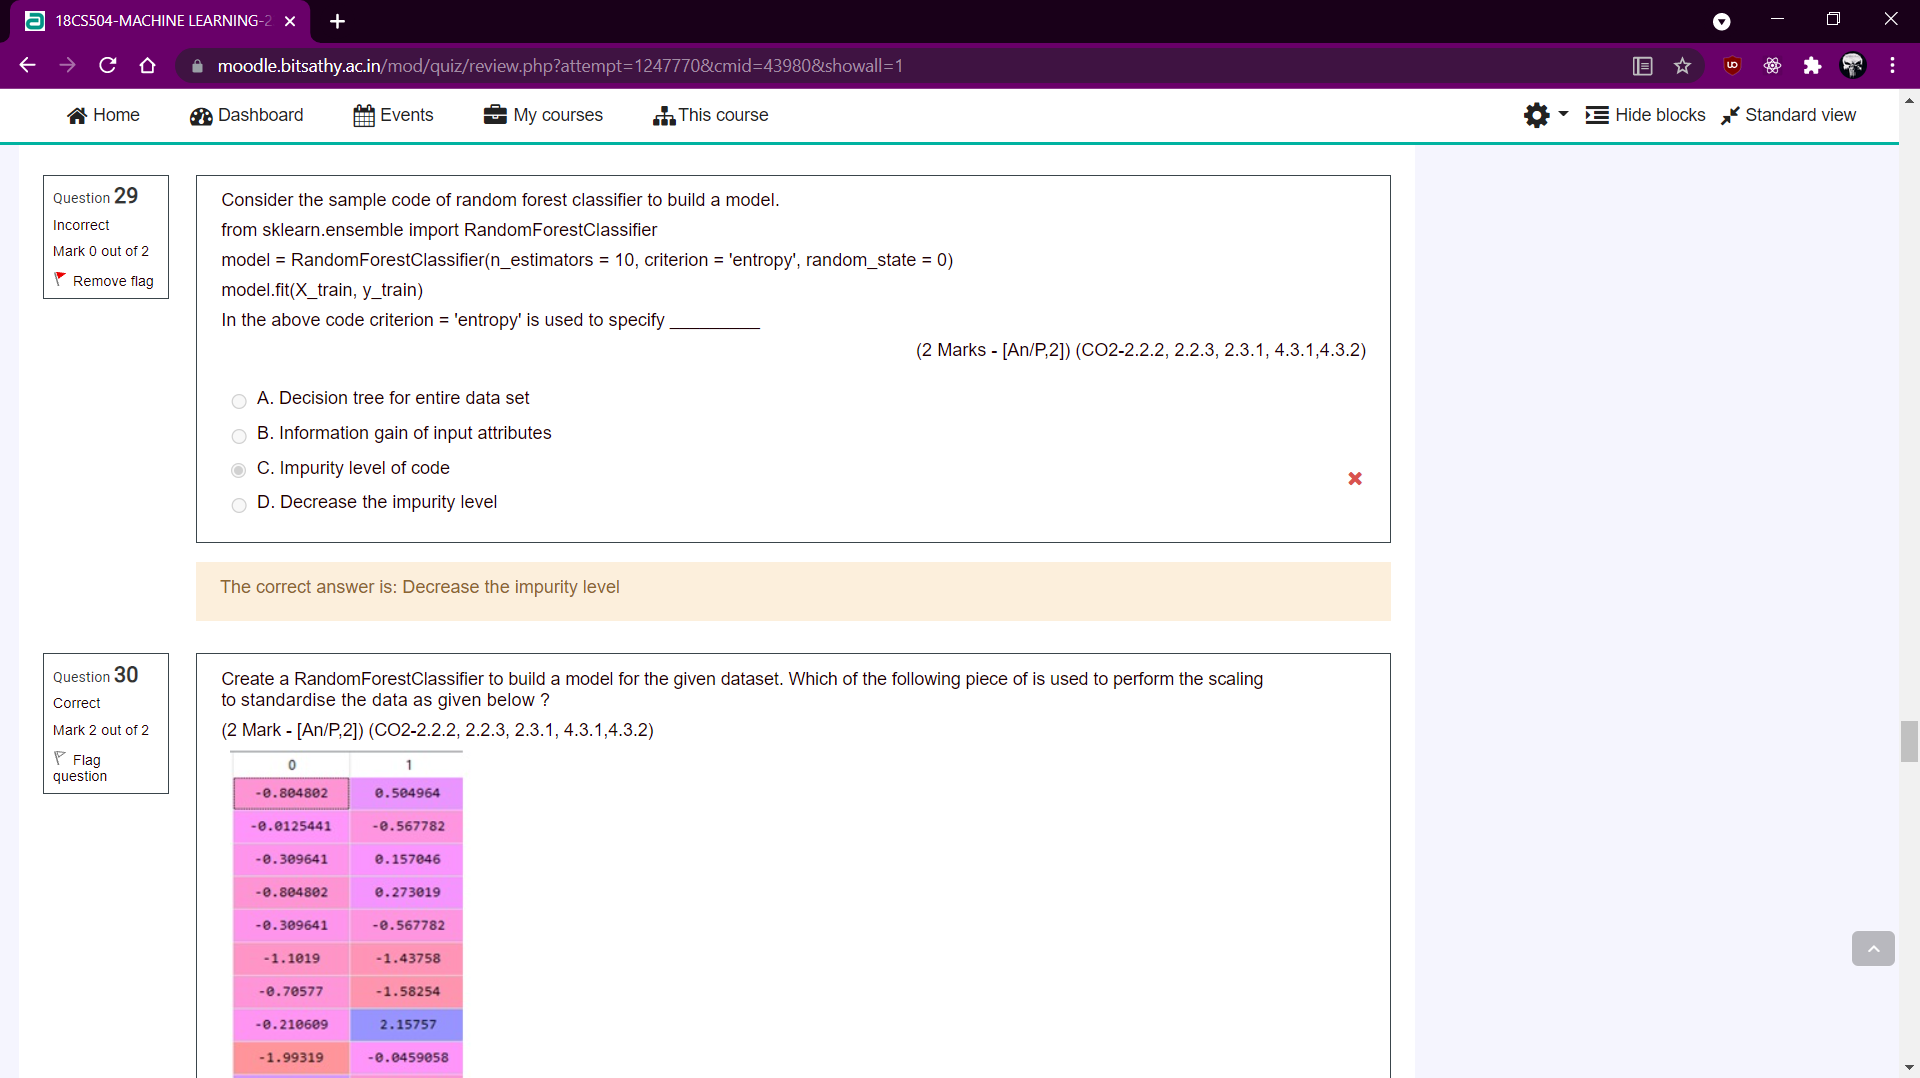 18CS504-MACHINE LEARNING-2
moodle.bitsathy.ac.in/mod/quiz/review.php?attempt=1247770&cmid=43980&showall=1
Home
Dashboard
Events
My courses
This course
Hide blocks
Standard view
Question 29
Incorrect
Mark 0 out of 2
Remove flag
Consider the sample code of random forest classifier to build a model.
from sklearn.ensemble import RandomForestClassifier
model = RandomForestClassifier(n_estimators = 10, criterion = 'entropy', random_state = 0)
model.fit(X_train, y_train)
In the above code criterion = 'entropy' is used to specify _________
(2 Marks - [An/P,2]) (CO2-2.2.2, 2.2.3, 2.3.1, 4.3.1,4.3.2)
A. Decision tree for entire data set
B. Information gain of input attributes
C. Impurity level of code
D. Decrease the impurity level
The correct answer is: Decrease the impurity level
Question 30
Correct
Mark 2 out of 2
Flag
question
Create a RandomForestClassifier to build a model for the given dataset. Which of the following piece of is used to perform the scaling
to standardise the data as given below ?
(2 Mark - [An/P,2]) (CO2-2.2.2, 2.2.3, 2.3.1, 4.3.1,4.3.2)
0 1
-0.804802 0.504964
-0.0125441 -0.567782
-0.309641 0.157046
-0.804802 0.273019
-0.309641 -0.567782
-1.1019 -1.43758
-0.70577 -1.58254
-0.210609 2.15757
-1.99319 -0.0459058